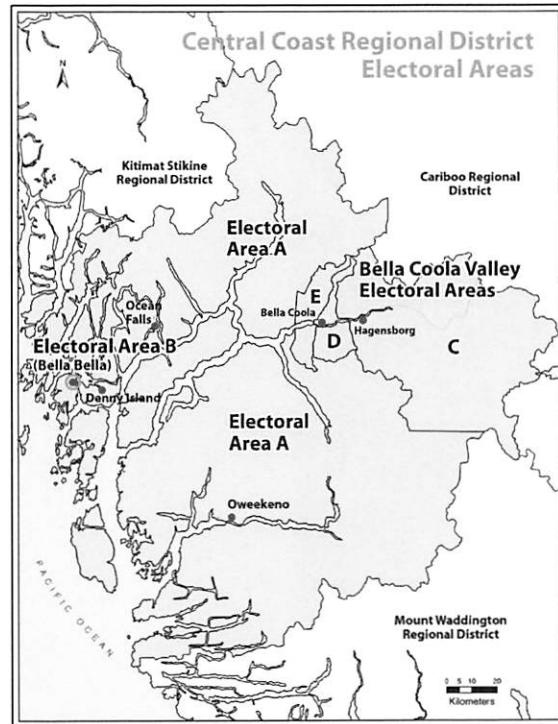 Central Coast Regional District
Electoral Areas
N
Kitimat Stikine
Regional District
Cariboo Regional
District
Electoral
Area A
Bella Coola Valley
Electoral Areas
E
Bella Coola
Hagensborg
D
C
Ocean
Falls
Electoral Area B
(Bella Bella)
Denny Island
Electoral
Area A
Oweekeno
PACIFIC OCEAN
Mount Waddington
Regional District
0 5 10 20
Kilometers